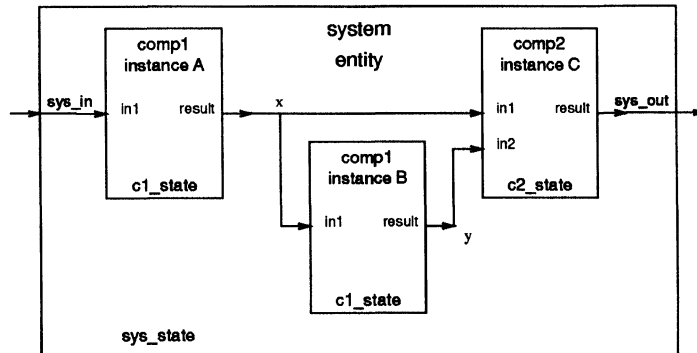 system
entity
comp1
instance A
sys_in
in1
result
c1_state
x
comp1
instance B
in1
result
c1_state
y
comp2
instance C
in1
result
in2
c2_state
sys_out
sys_state